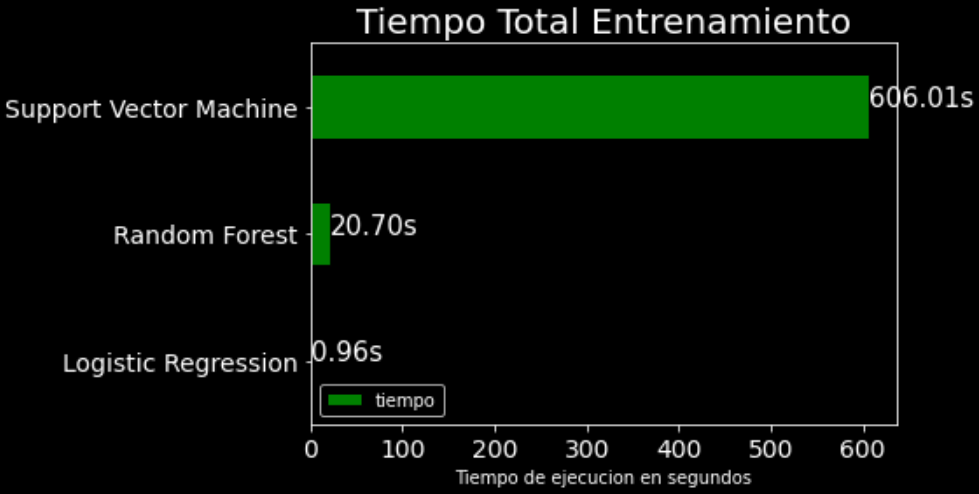 Tiempo Total Entrenamiento
Support Vector Machine
606.01s
Random Forest
20.70s
Logistic Regression
0.96s
tiempo
0 100 200 300 400 500 600
Tiempo de ejecucion en segundos